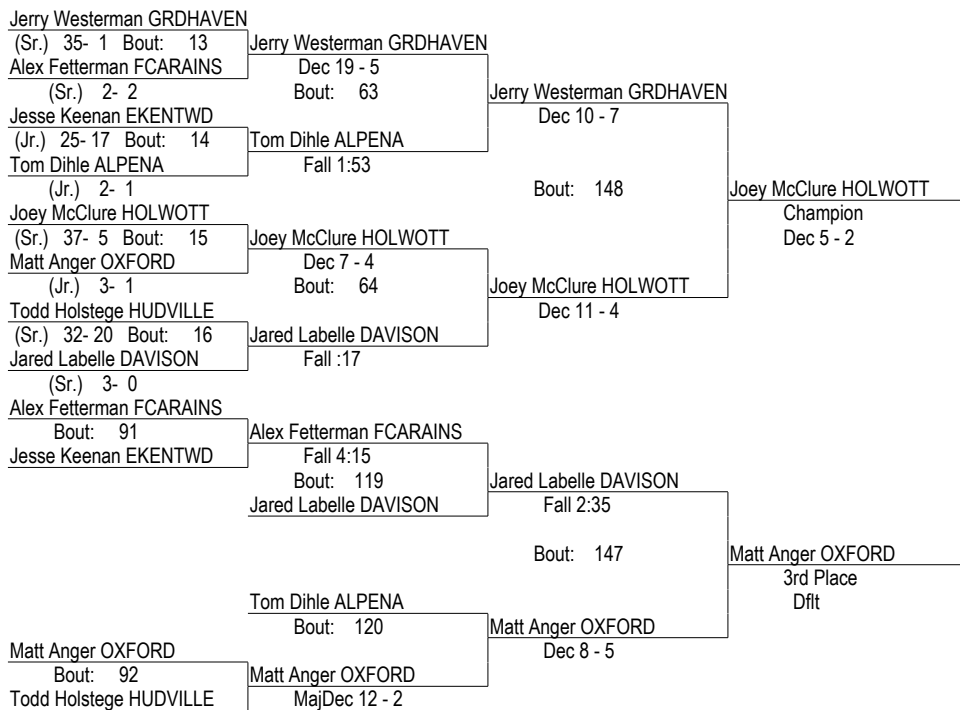 Jerry Westerman GRDHAVEN
(Sr.) 35- 1 Bout: 13
Jerry Westerman GRDHAVEN
Alex Fetterman FCARAINS
Dec 19 - 5
(Sr.) 2- 2
Bout: 63
Jerry Westerman GRDHAVEN
Jesse Keenan EKENTWD
Dec 10 - 7
(Jr.) 25- 17 Bout: 14
Tom Dihle ALPENA
Tom Dihle ALPENA
Fall 1:53
(Jr.) 2- 1
Bout: 148
Joey McClure HOLWOTT
Joey McClure HOLWOTT
Champion
(Sr.) 37- 5 Bout: 15
Joey McClure HOLWOTT
Dec 5 - 2
Matt Anger OXFORD
Dec 7 - 4
(Jr.) 3- 1
Bout: 64
Joey McClure HOLWOTT
Todd Holstege HUDVILLE
Dec 11 - 4
(Sr.) 32- 20 Bout: 16
Jared Labelle DAVISON
Jared Labelle DAVISON
Fall :17
(Sr.) 3- 0
Alex Fetterman FCARAINS
Bout: 91
Alex Fetterman FCARAINS
Jesse Keenan EKENTWD
Fall 4:15
Bout: 119
Jared Labelle DAVISON
Jared Labelle DAVISON
Fall 2:35
Bout: 147
Matt Anger OXFORD
3rd Place
Tom Dihle ALPENA
Dflt
Bout: 120
Matt Anger OXFORD
Matt Anger OXFORD
Dec 8 - 5
Bout: 92
Matt Anger OXFORD
Todd Holstege HUDVILLE
MajDec 12 - 2